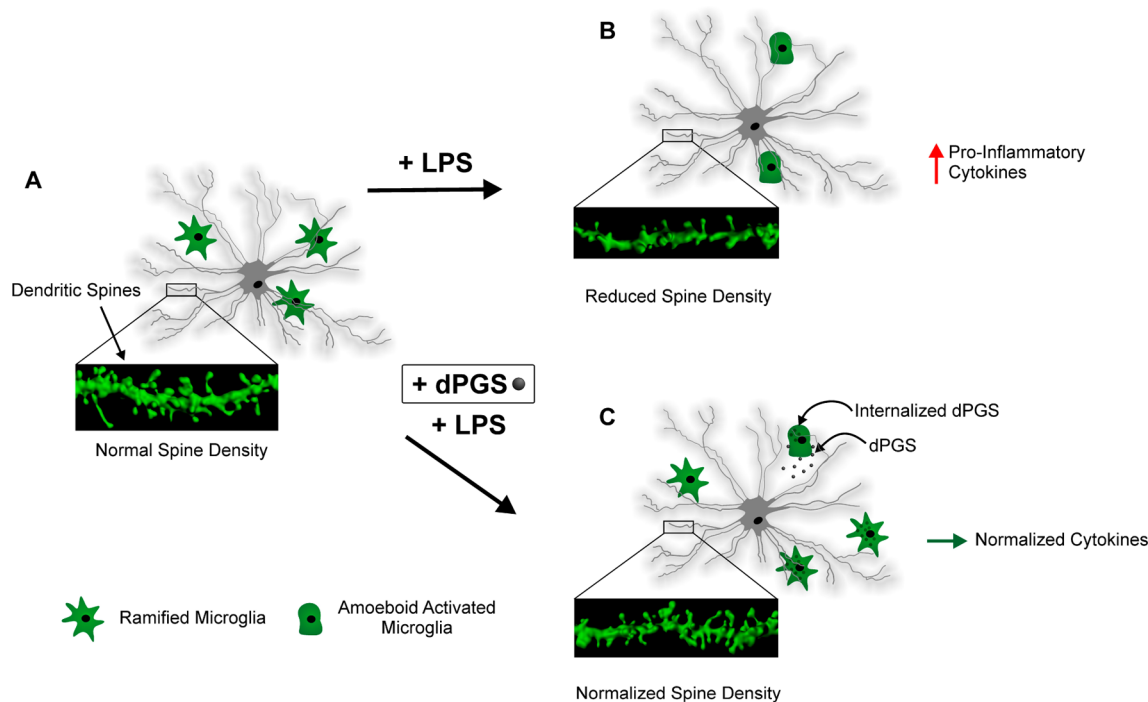 A
Dendritic Spines
Normal Spine Density
+ LPS
+ dPGS
+ LPS
B
Reduced Spine Density
Pro-Inflammatory
Cytokines
C
Internalized dPGS
dPGS
Normalized Cytokines
Normalized Spine Density
Ramified Microglia
Amoeboid Activated
Microglia